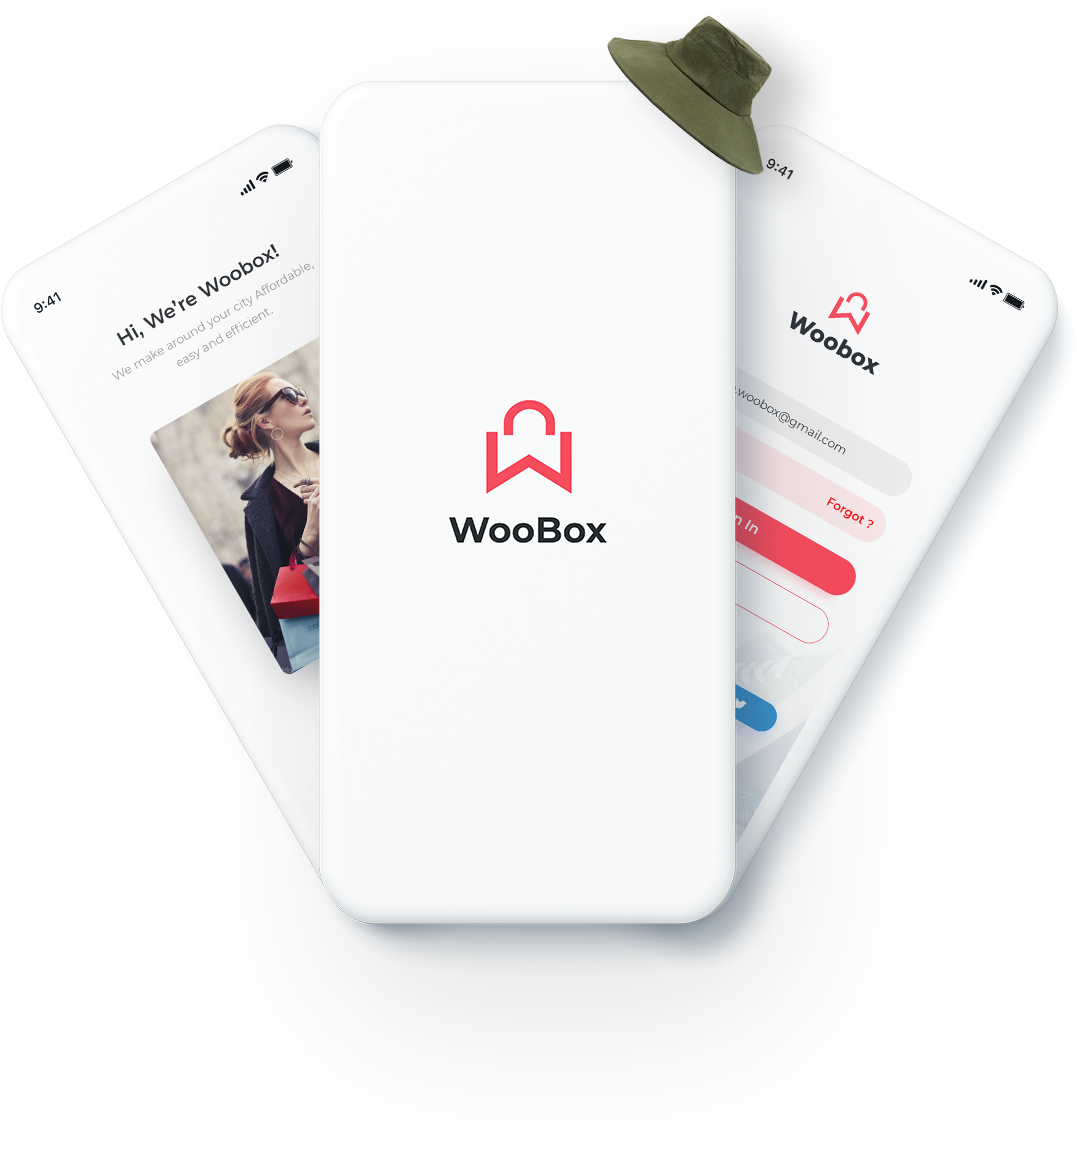 9:41
Hi, We're Woobox!
We make around your city Affordable,
easy and efficient.
WooBox
9:41
Woobox
.woobox@gmail.com
Forgot ?
In